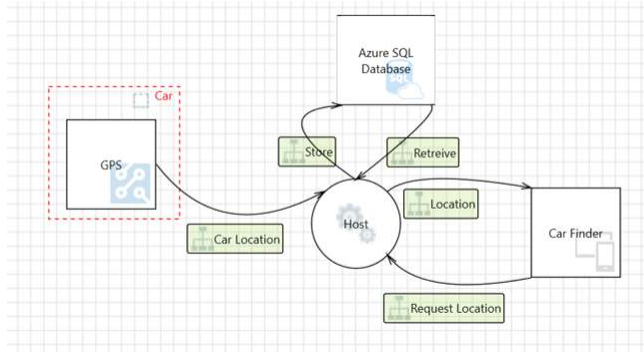 Azure SQL
Database
Car
GPS
Store
Retreive
Location
Host
Car Finder
Car Location
Request Location